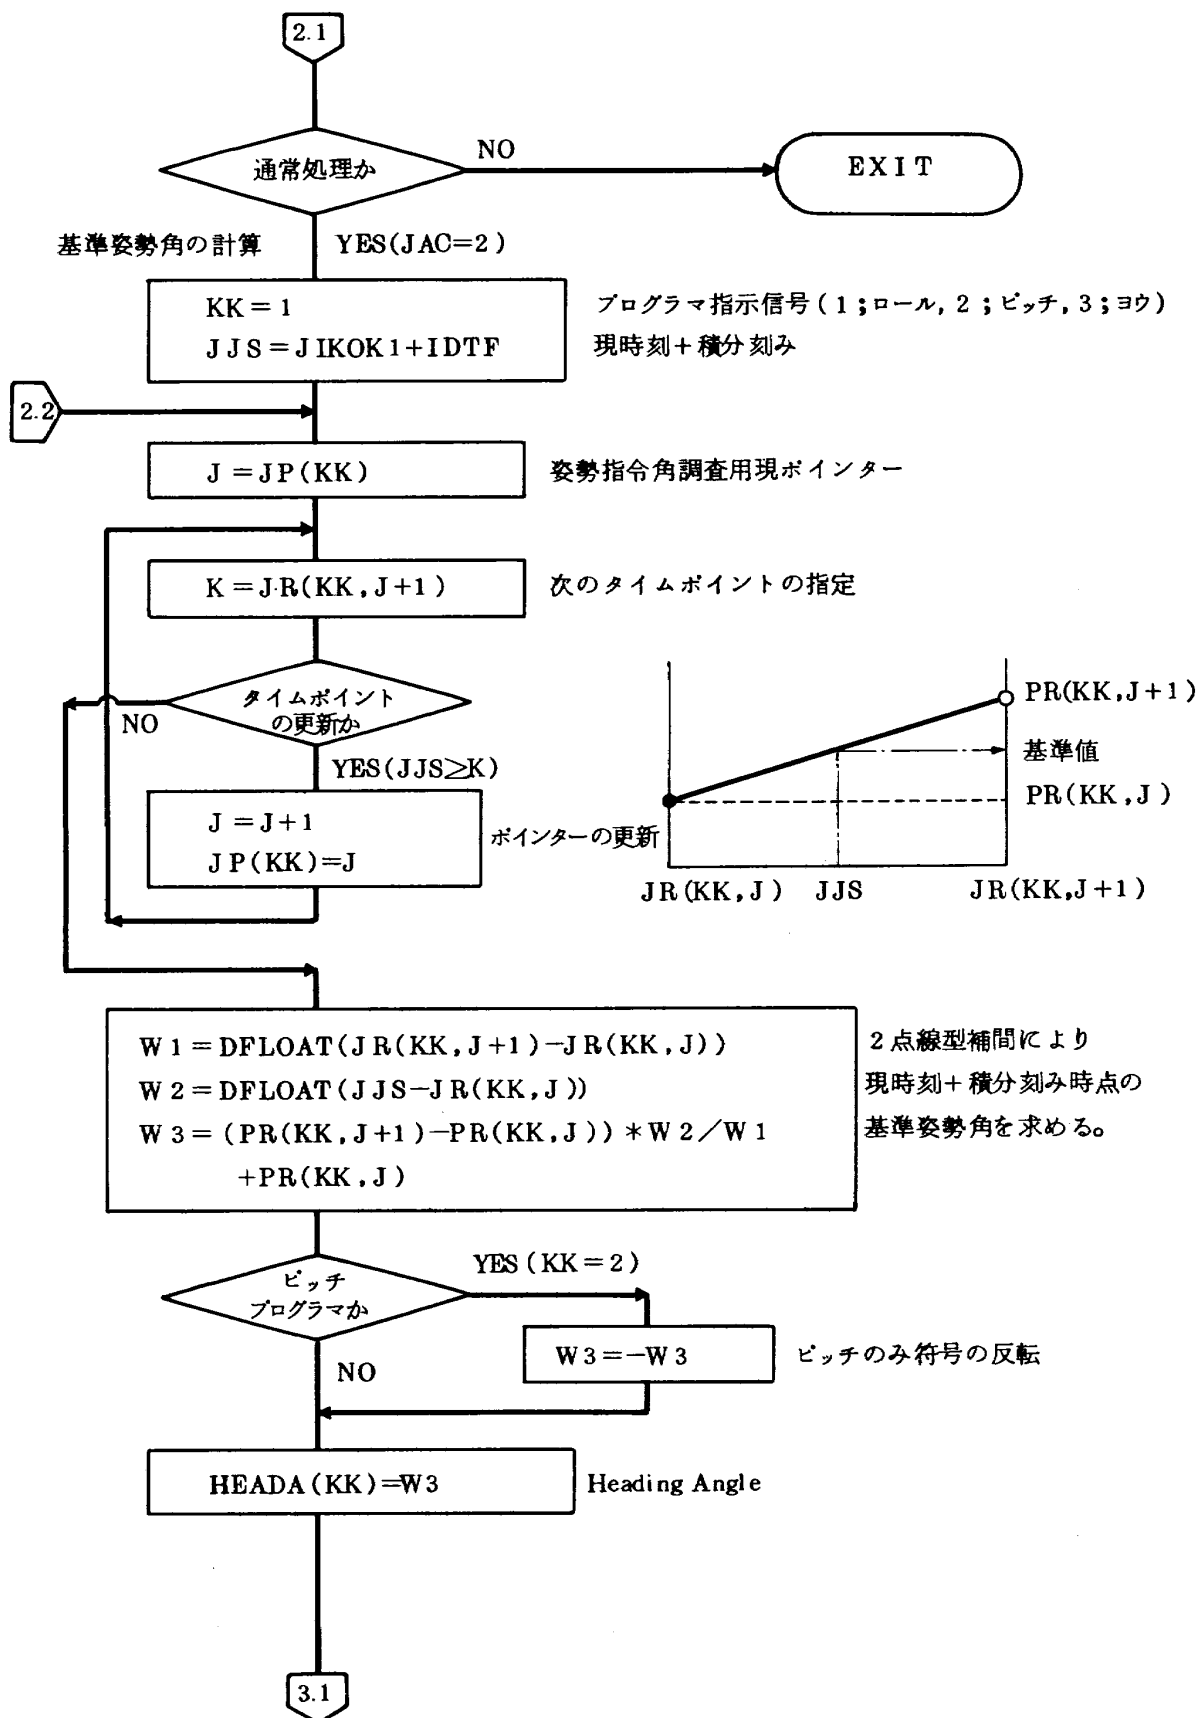 2.1
通常処理か
NO
EXIT
基準姿勢角の計算
YES(JAC=2)
KK=1
プログラマ指示信号(1;ロール,2;ピッチ,3;ヨウ)
JJS=JIKOK1+IDTF
現時刻+積分刻み
2.2
J=JP(KK)
姿勢指令角調査用現ポインター
K=JR(KK,J+1)
次のタイムポイントの指定
タイムポイント
の更新か
NO
YES(JJS≥K)
J=J+1
JP(KK)=J
ポインターの更新
PR(KK,J+1)
基準値
PR(KK,J)
JR(KK,J)
JJS
JR(KK,J+1)
W1=DFLOAT(JR(KK,J+1)-JR(KK,J))
W2=DFLOAT(JJS-JR(KK,J))
W3=(PR(KK,J+1)-PR(KK,J))*W2/W1
+PR(KK,J)
2点線型補間により
現時刻+積分刻み時点の
基準姿勢角を求める。
ピッチ
プログラマか
YES(KK=2)
W3=-W3
ピッチのみ符号の反転
NO
HEADA(KK)=W3
Heading Angle
3.1